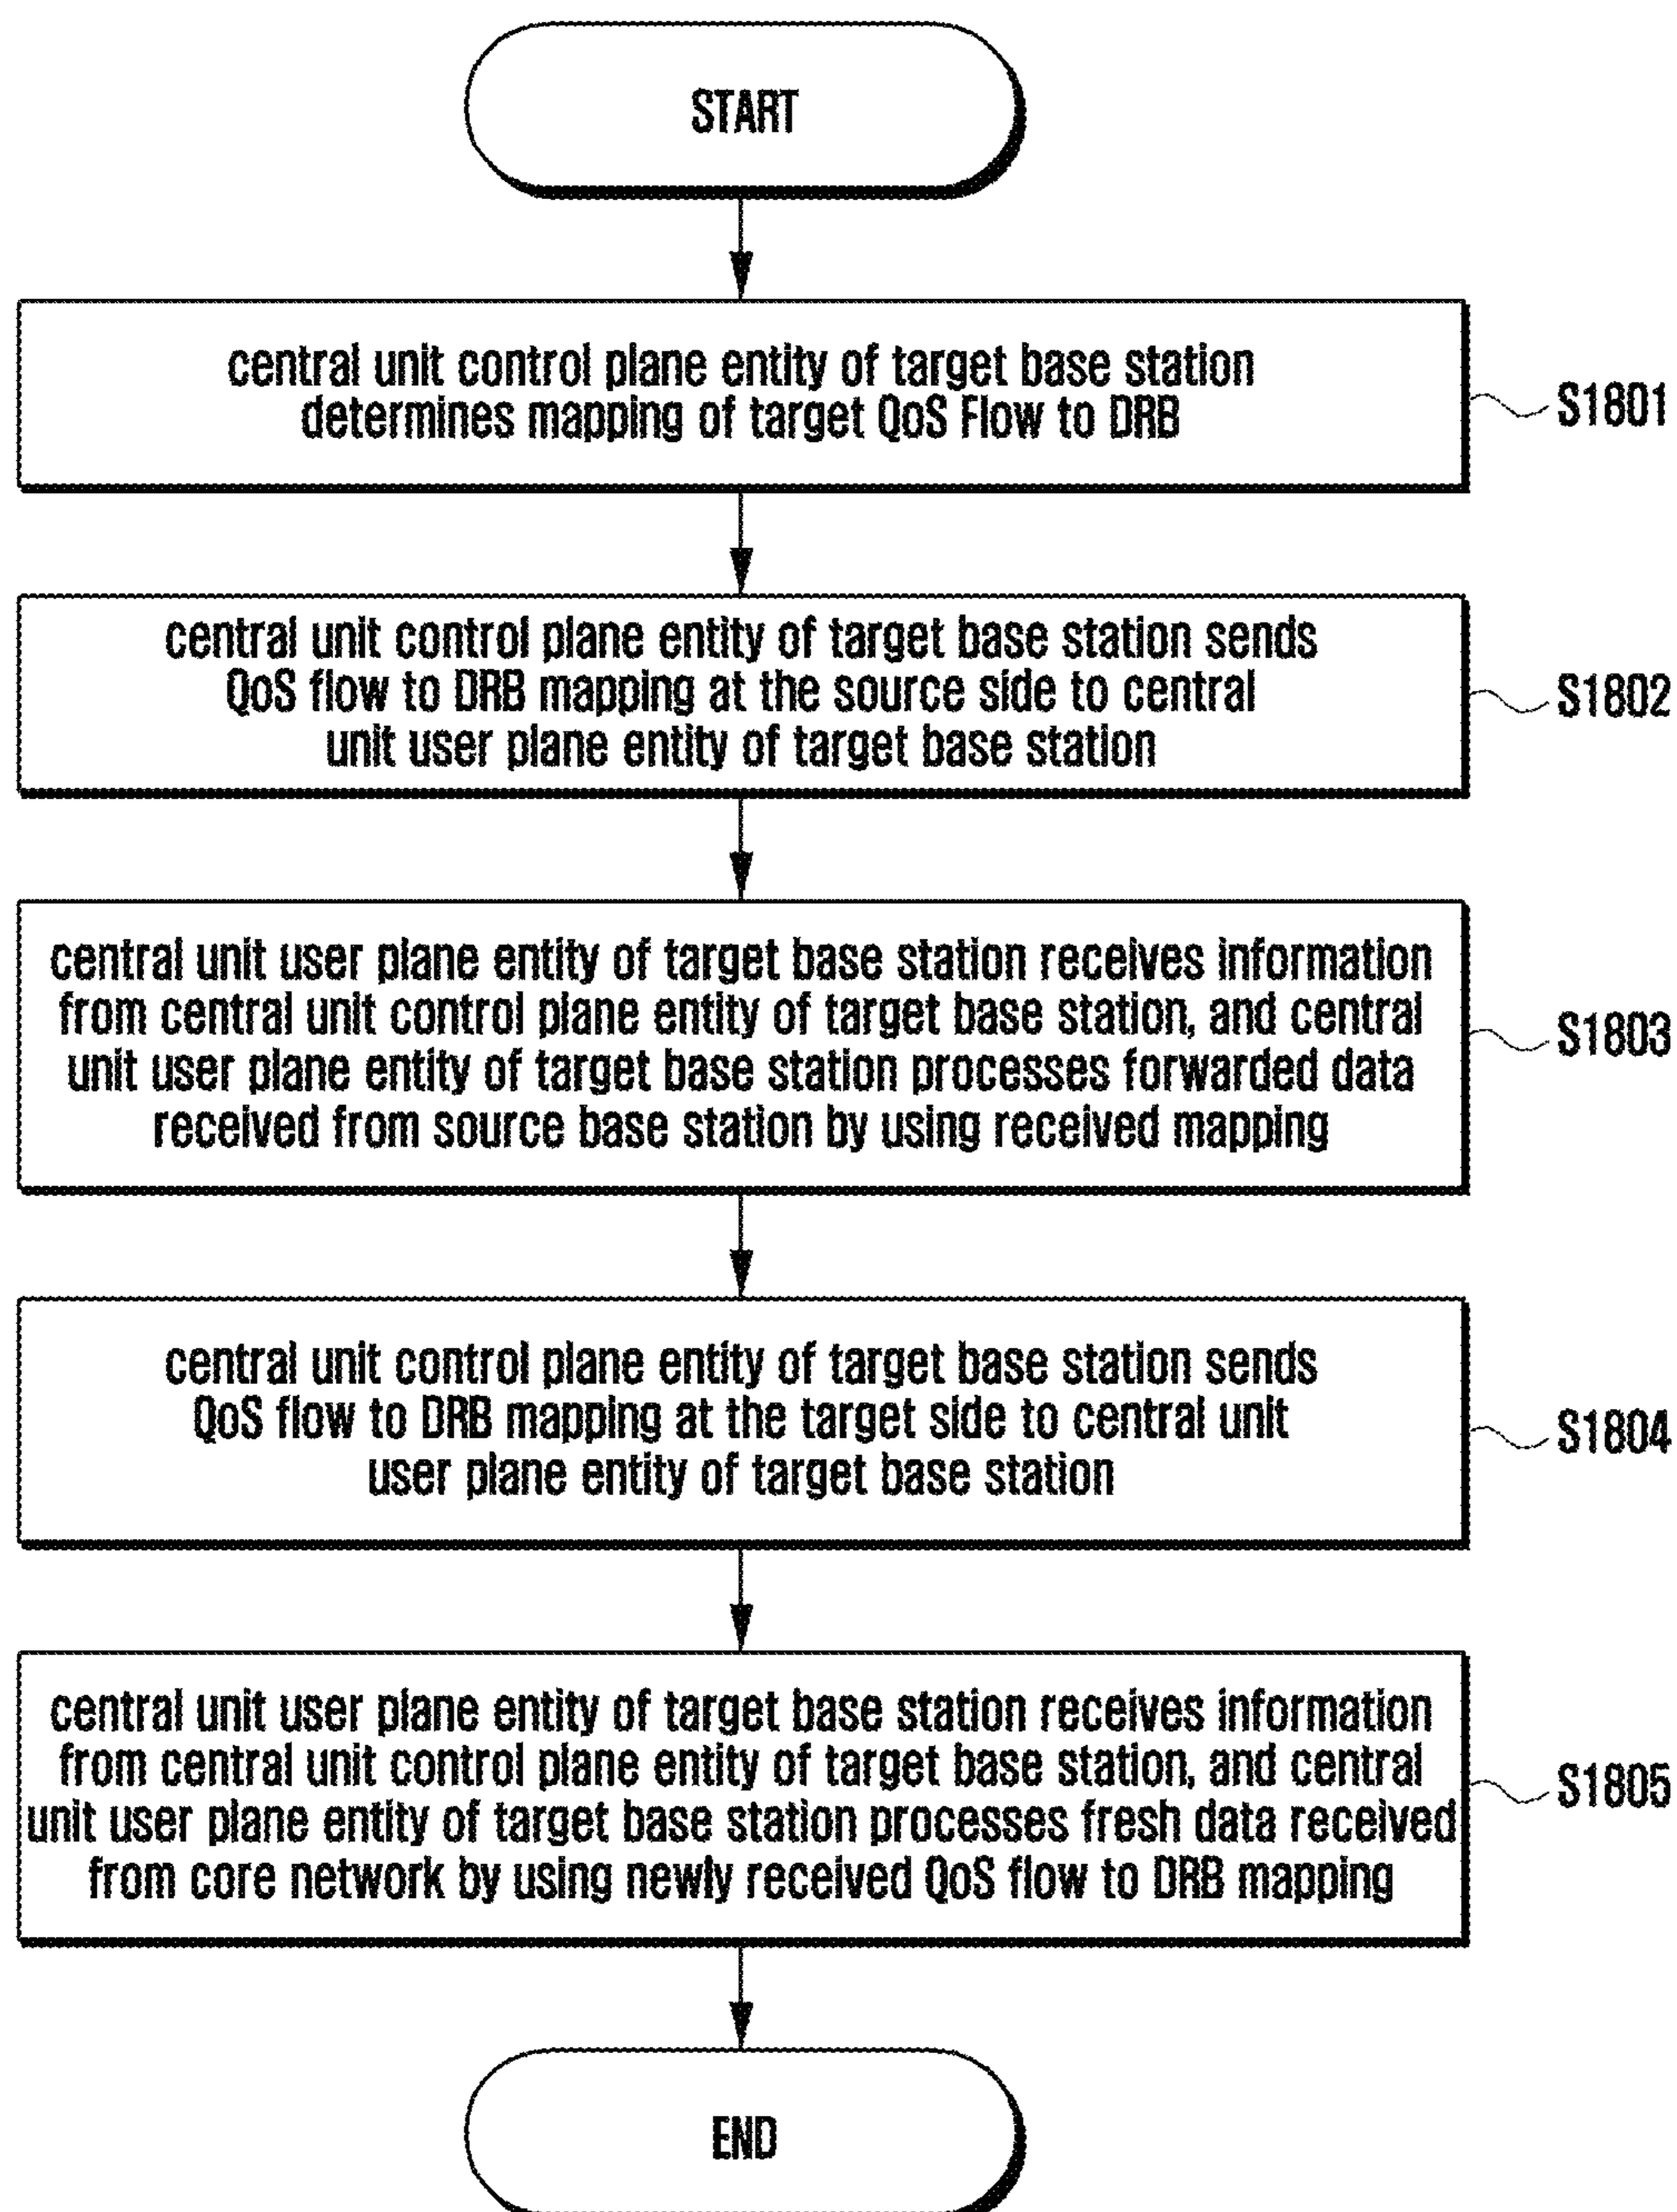 START
central unit control plane entity of target base station
determines mapping of target QoS Flow to DRB
S1801
central unit control plane entity of target base station sends
QoS flow to DRB mapping at the source side to central
unit user plane entity of target base station
S1802
central unit user plane entity of target base station receives information
from central unit control plane entity of target base station, and central
unit user plane entity of target base station processes forwarded data
received from source base station by using received mapping
S1803
central unit control plane entity of target base station sends
QoS flow to DRB mapping at the target side to central unit
user plane entity of target base station
S1804
central unit user plane entity of target base station receives information
from central unit control plane entity of target base station, and central
unit user plane entity of target base station processes fresh data received
from core network by using newly received QoS flow to DRB mapping
S1805
END